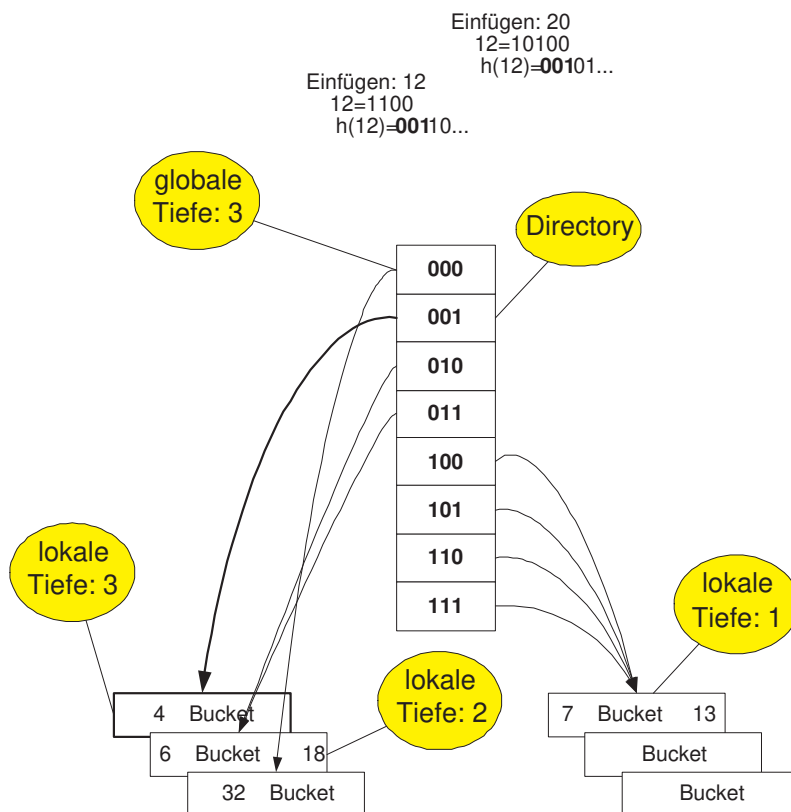 Einfügen: 20
12=10100
h(12)=00101...
Einfügen: 12
12=1100
h(12)=00110...
globale
Tiefe: 3
Directory
000
001
010
011
100
101
110
111
lokale
Tiefe: 3
lokale
Tiefe: 1
lokale
Tiefe: 2
4 Bucket
7 Bucket 13
6 Bucket 18
Bucket
32 Bucket
Bucket